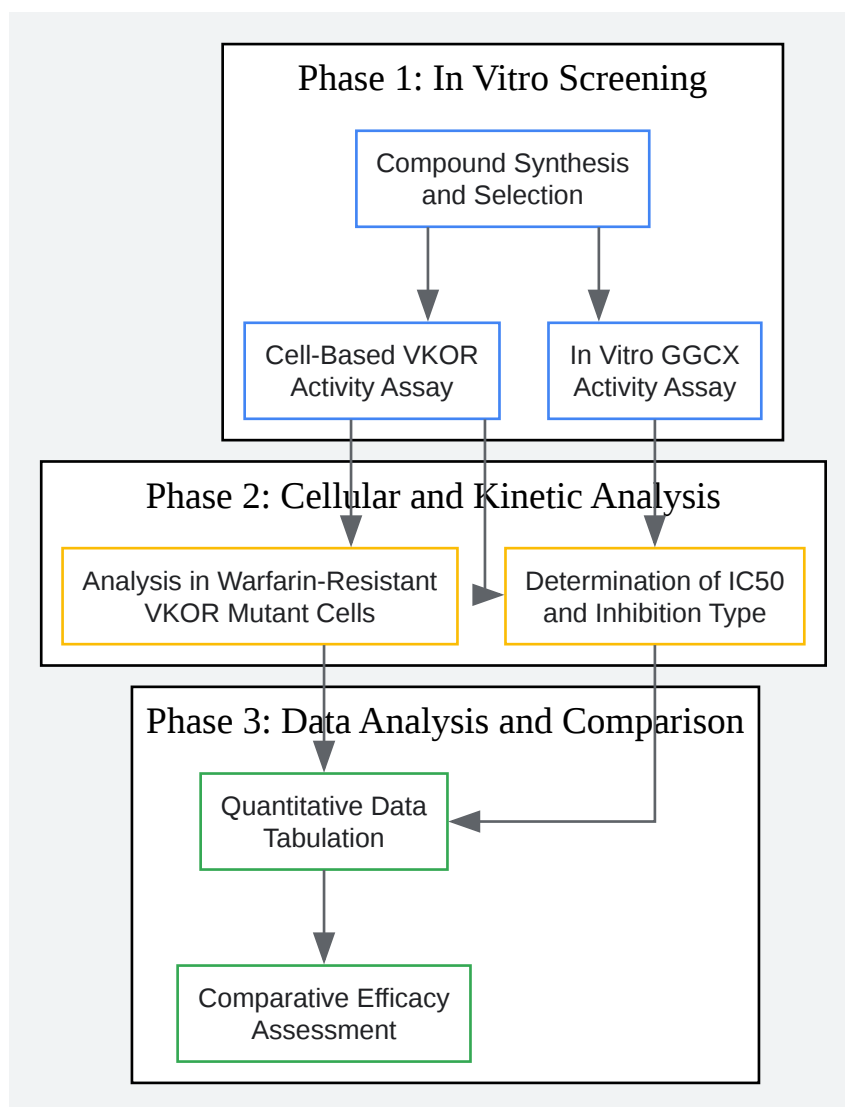 Phase 1: In Vitro Screening
Compound Synthesis
and Selection
Cell-Based VKOR
Activity Assay
In Vitro GGCX
Activity Assay
Phase 2: Cellular and Kinetic Analysis
Analysis in Warfarin-Resistant
VKOR Mutant Cells
Determination of IC50
and Inhibition Type
Phase 3: Data Analysis and Comparison
Quantitative Data
Tabulation
Comparative Efficacy
Assessment